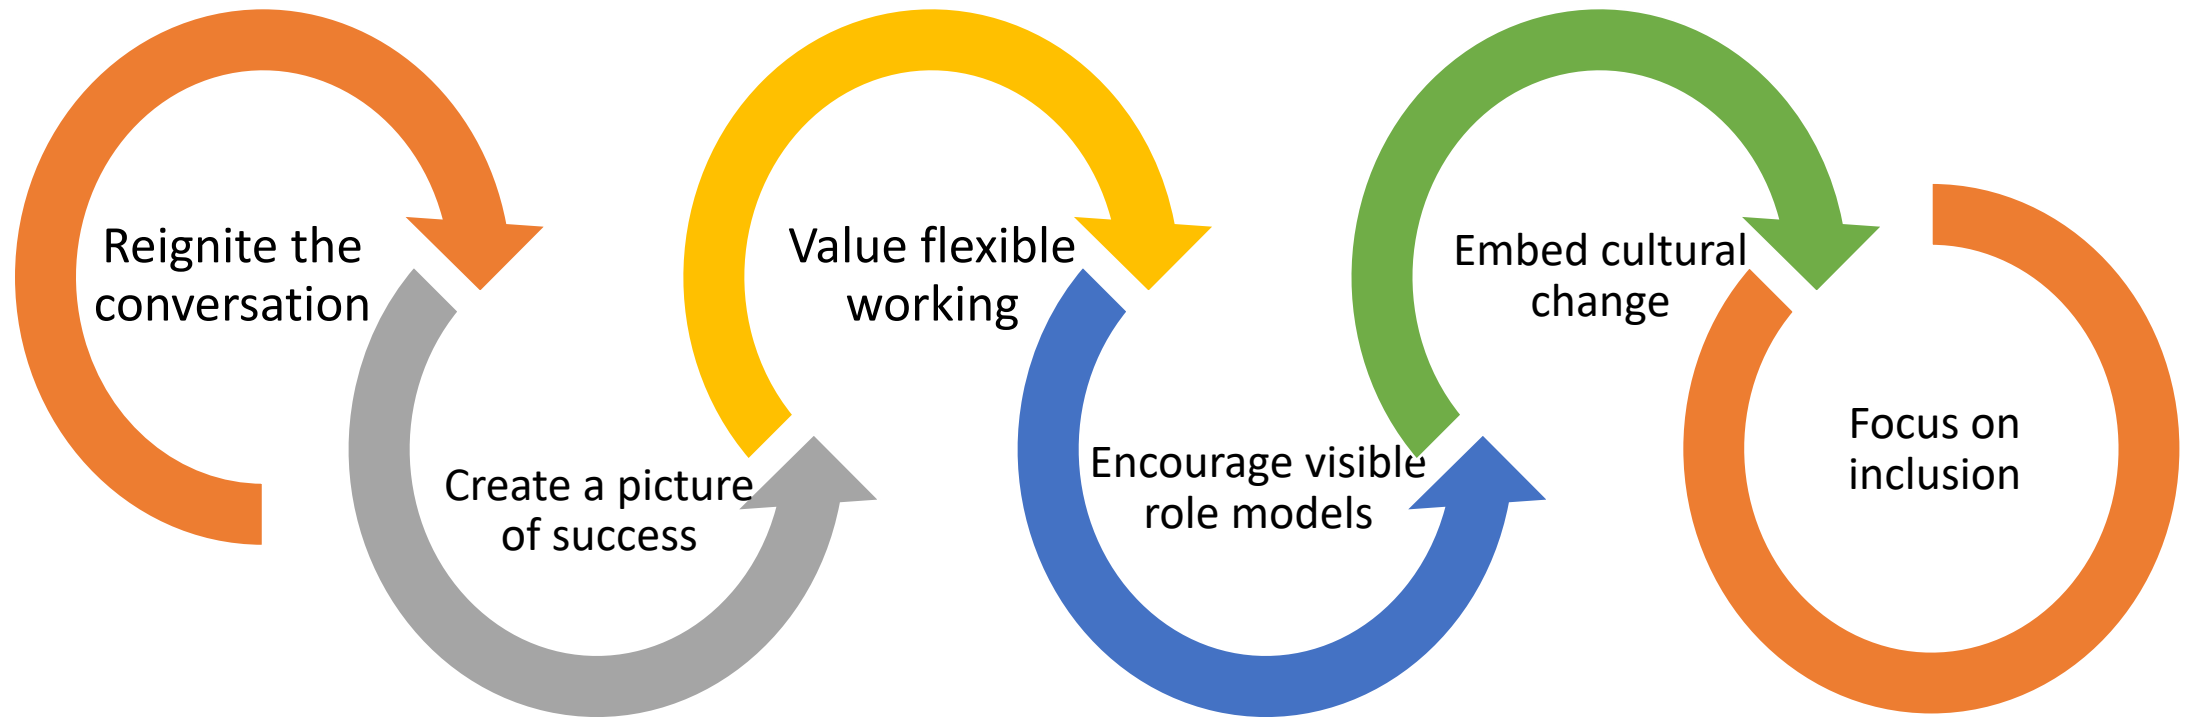 Reignite the
conversation
Create a picture
of success
Value flexible
working
Encourage visible
role models
Embed cultural
change
Focus on
inclusion